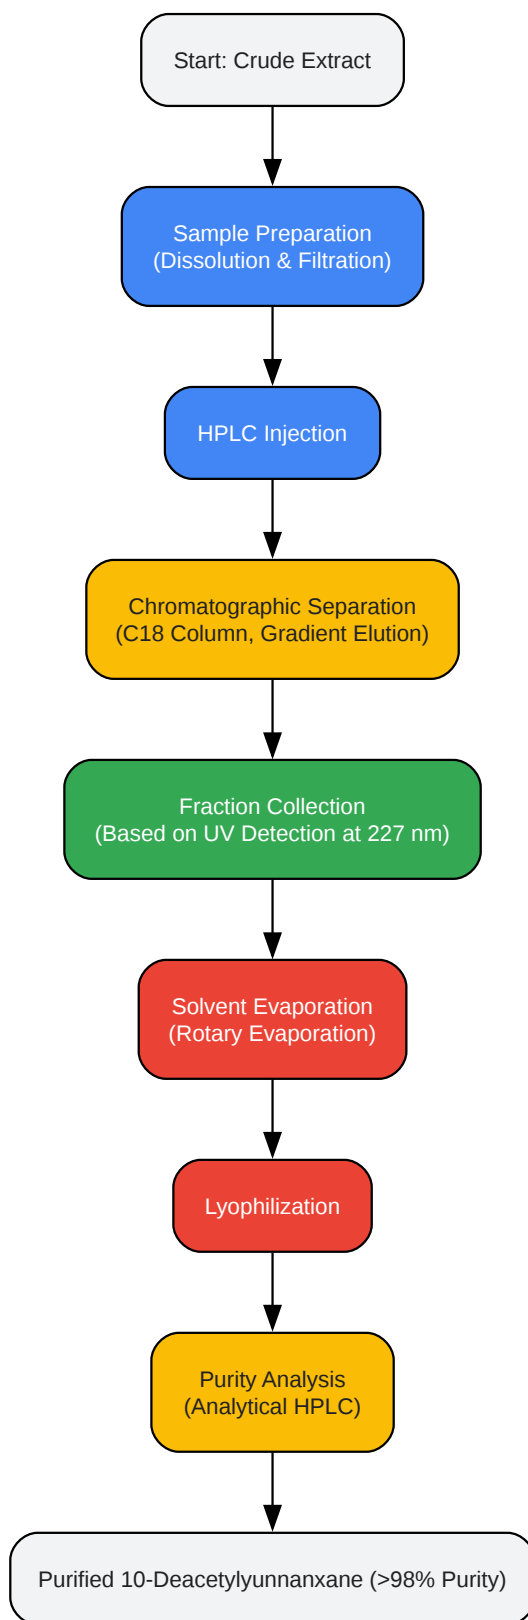 Start: Crude Extract
Sample Preparation
(Dissolution & Filtration)
HPLC Injection
Chromatographic Separation
(C18 Column, Gradient Elution)
Fraction Collection
(Based on UV Detection at 227 nm)
Solvent Evaporation
(Rotary Evaporation)
Lyophilization
Purity Analysis
(Analytical HPLC)
Purified 10-Deacetylyunnanxane (>98% Purity)